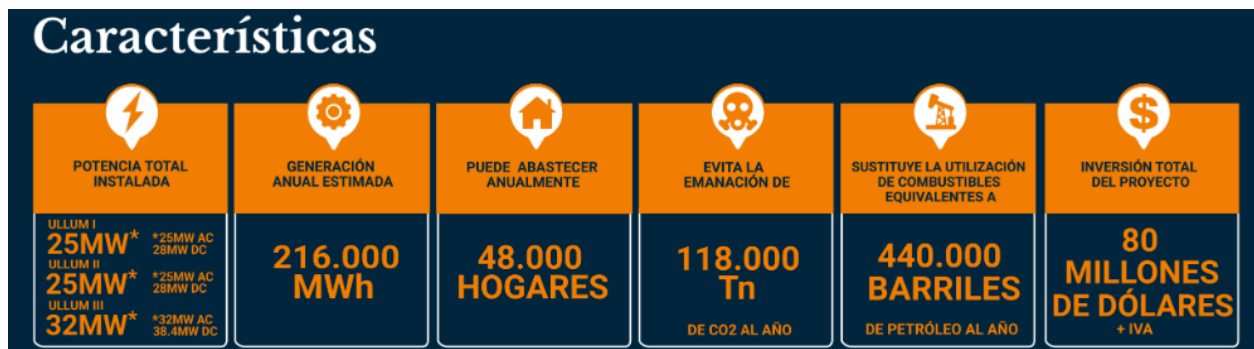 Características
POTENCIA TOTAL
INSTALADA
ULLUM I
25MW* *25MW AC
28MW DC
ULLUM II
25MW* *25MW AC
28MW DC
ULLUM III
32MW* *32MW AC
38.4MW DC
GENERACIÓN
ANUAL ESTIMADA
216.000
MWh
PUEDE ABASTECER
ANUALMENTE
48.000
HOGARES
EVITA LA
EMANACIÓN DE
118.000
Tn
DE CO2 AL AÑO
SUSTITUYE LA UTILIZACIÓN
DE COMBUSTIBLES
EQUIVALENTES A
440.000
BARRILES
DE PETRÓLEO AL AÑO
$
INVERSIÓN TOTAL
DEL PROYECTO
80
MILLONES
DE DÓLARES
+ IVA